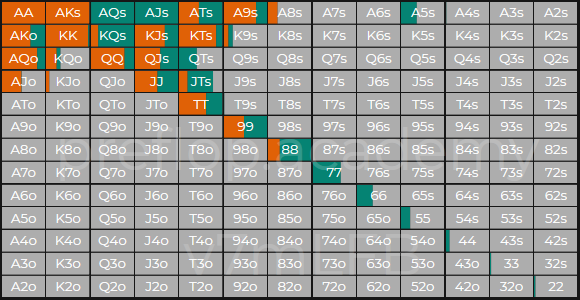 AA AKs AQs AJs ATs A9s A8s A7s A6s A5s A4s A3s A2s
AKo KK KQs KJs KTs K9s K8s K7s K6s K5s K4s K3s K2s
AQo KQo QQ QJs QTs Q9s Q8s Q7s Q6s Q5s Q4s Q3s Q2s
AJo KJo QJo JJ JTs J9s J8s J7s J6s J5s J4s J3s J2s
ATo KTo QTo JTo TT T9s T8s T7s T6s T5s T4s T3s T2s
A9o K9o Q9o J9o T9o 99 98s 97s 96s 95s 94s 93s 92s
A8o K8o Q8o J8o T8o 98o 88 87s 86s 85s 84s 83s 82s
preflop.academy
A7o K7o Q7o J7o T7o 97o 87o 77 76s 75s 74s 73s 72s
A6o K6o Q6o J6o T6o 96o 86o 76o 66 65s 64s 63s 62s
A5o K5o Q5o J5o T5o 95o 85o 75o 65o 55 54s 53s 52s
A4o K4o Q4o J4o T4o 94o 84o 74o 64o 54o 44 43s 42s
A3o K3o Q3o J3o T3o 93o 83o 73o 63o 53o 43o 33 32s
A2o K2o Q2o J2o T2o 92o 82o 72o 62o 52o 42o 32o 22